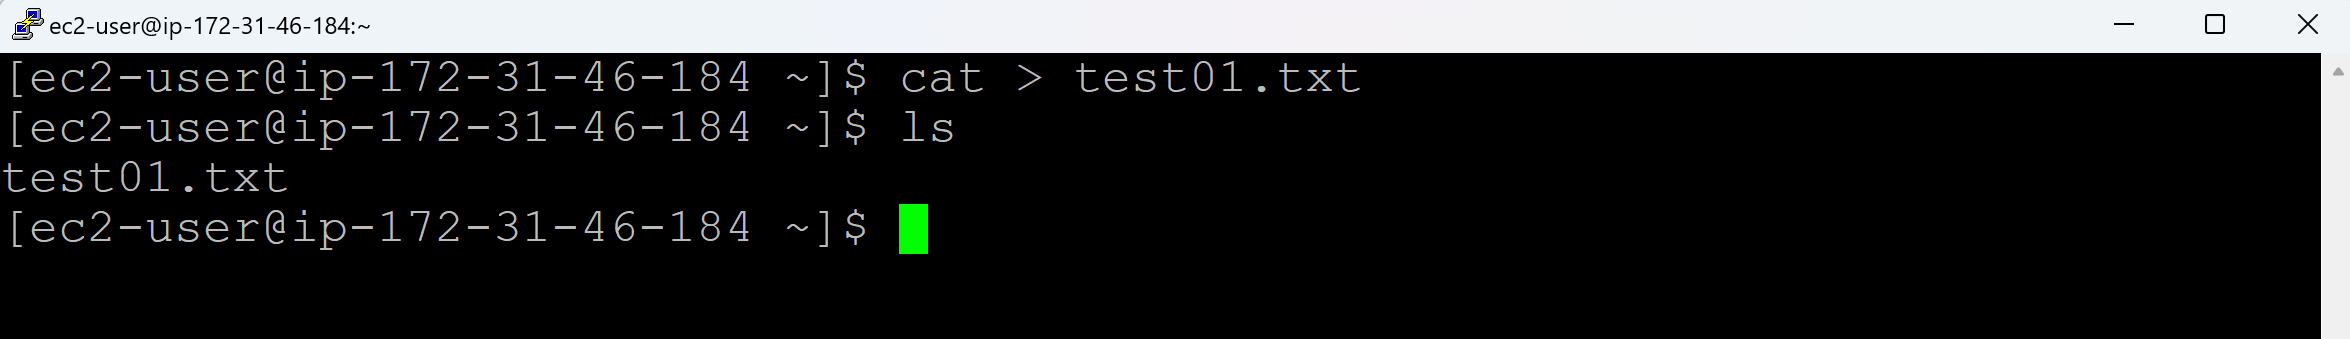 ec2-user@ip-172-31-46-184:~
[ec2-user@ip-172-31-46-184 ~]$ cat > test01.txt
[ec2-user@ip-172-31-46-184 ~]$ ls
test01.txt
[ec2-user@ip-172-31-46-184 ~]$